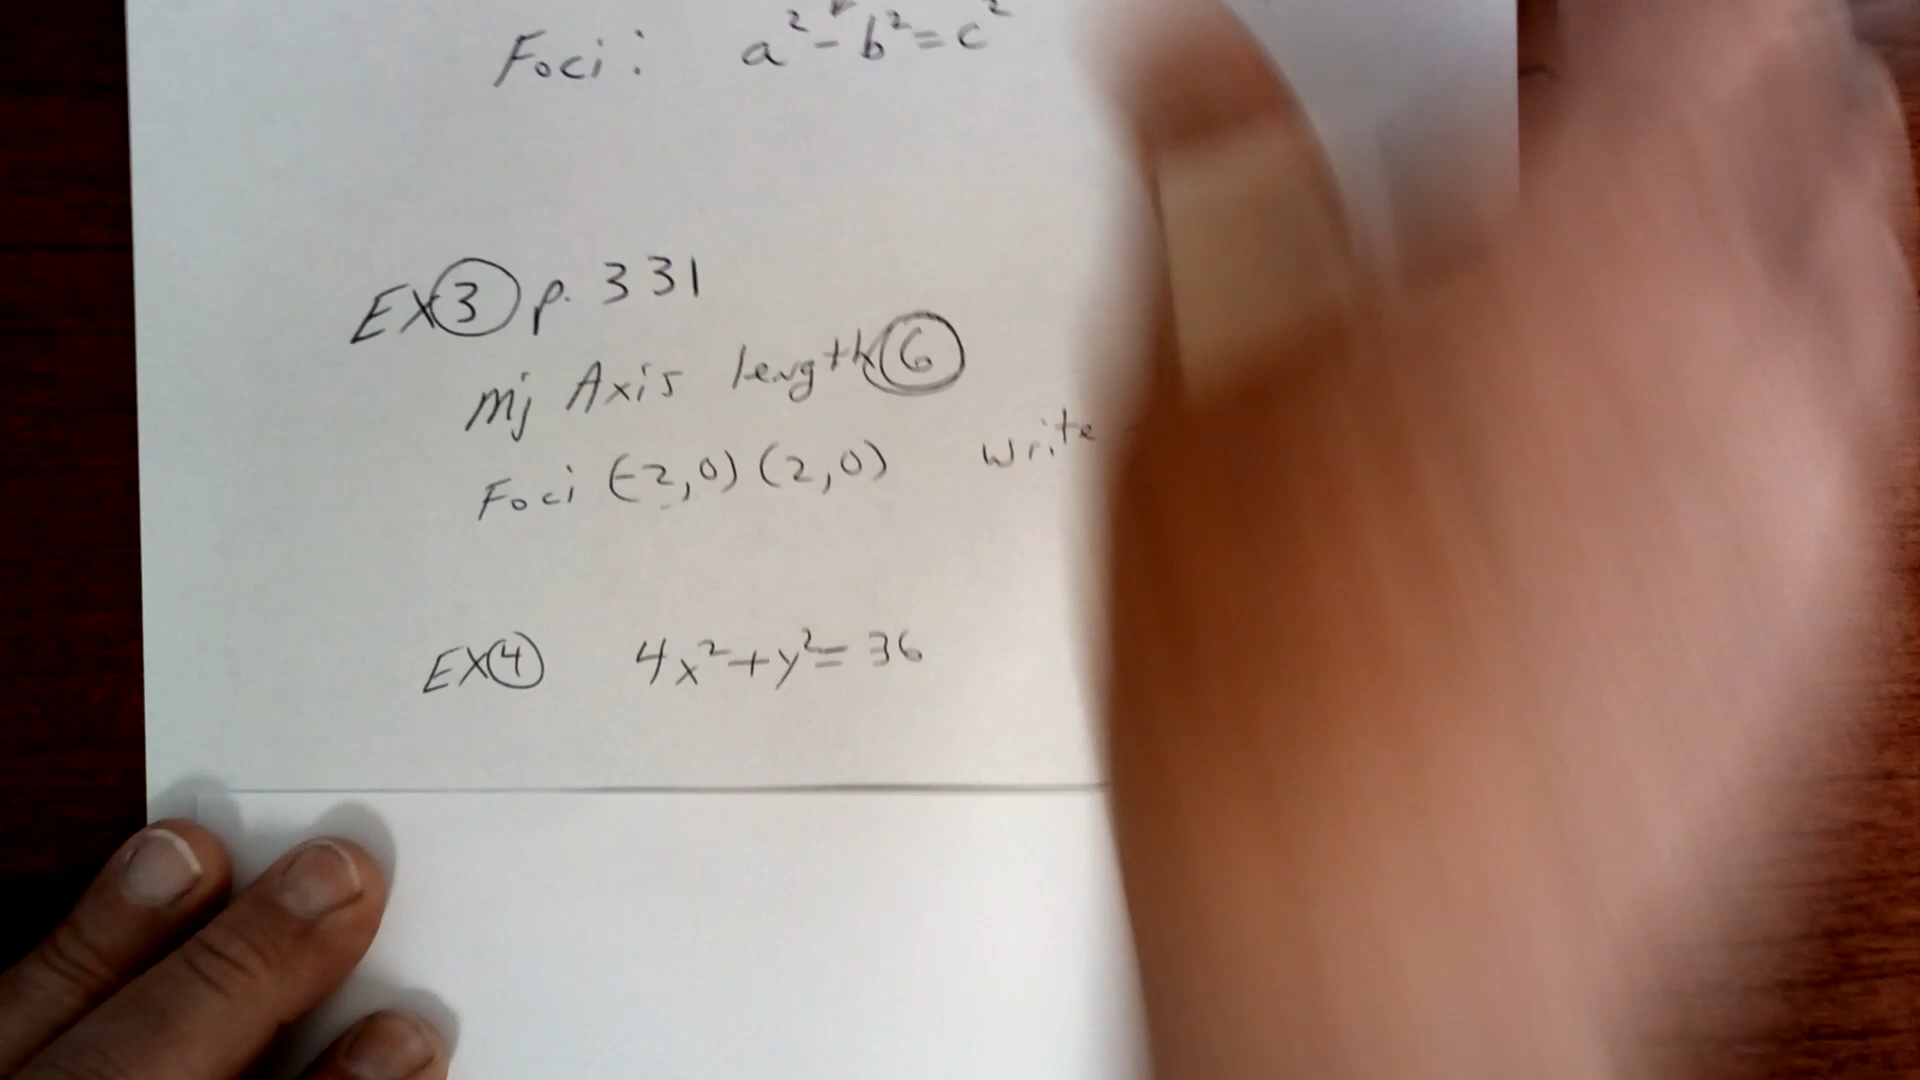 Foci: a²-b²=c²
EX③ p. 331
Mj Axis length ⑥
Foci (-2,0) (2,0) write
EX④ 4x²+y²=36